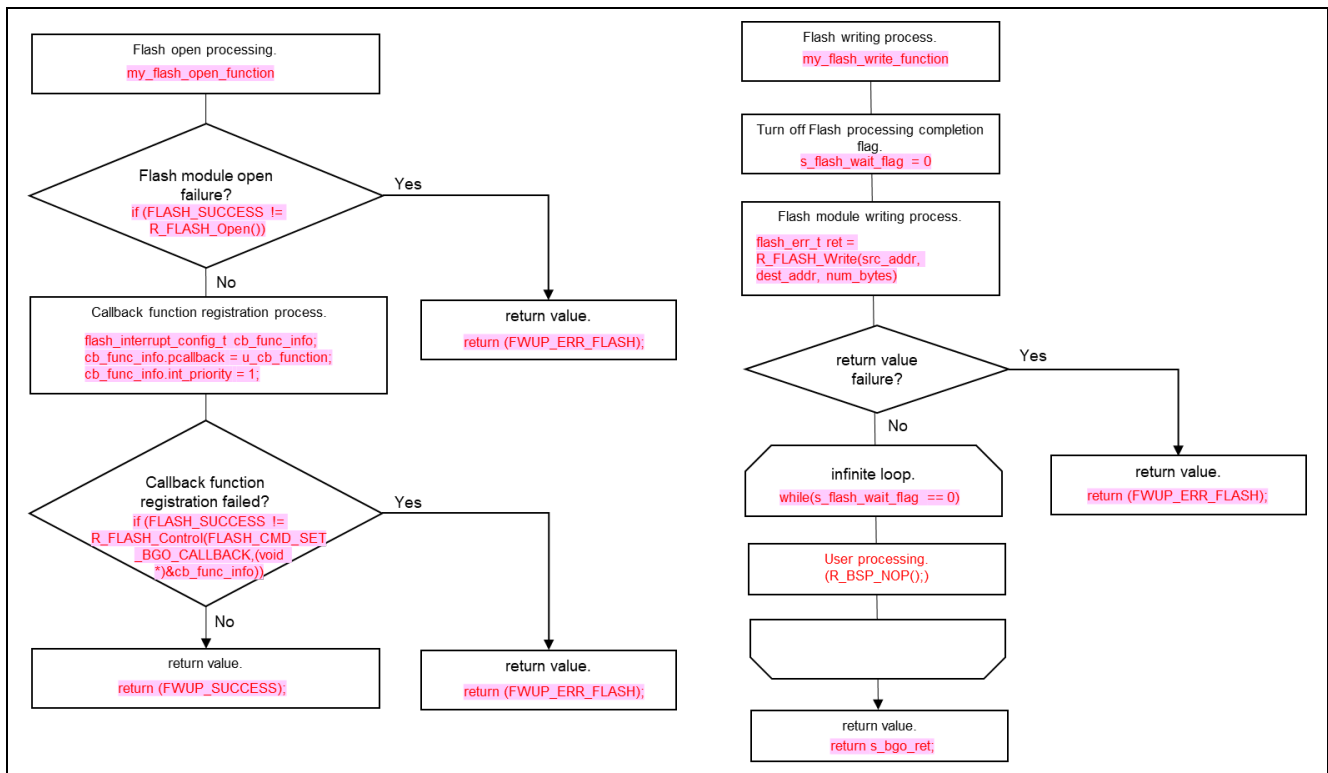 Flash open processing.
my_flash_open_function
Flash module open
failure?
if (FLASH_SUCCESS !=
R_FLASH_Open())
Yes
No
return value.
return (FWUP_ERR_FLASH);
Callback function registration process.
flash_interrupt_config_t cb_func_info;
cb_func_info.pcallback = u_cb_function;
cb_func_info.int_priority = 1;
Callback function
registration failed?
if (FLASH_SUCCESS !=
R_FLASH_Control(FLASH_CMD_SET
_BGO_CALLBACK,(void
*)&cb_func_info))
Yes
No
return value.
return (FWUP_SUCCESS);
return value.
return (FWUP_ERR_FLASH);
Flash writing process.
my_flash_write_function
Turn off Flash processing completion
flag.
s_flash_wait_flag = 0
Flash module writing process.
flash_err_t ret =
R_FLASH_Write(src_addr,
dest_addr, num_bytes)
return value
failure?
Yes
No
return value.
return (FWUP_ERR_FLASH);
infinite loop.
while(s_flash_wait_flag == 0)
User processing.
(R_BSP_NOP();)
return value.
return s_bgo_ret;